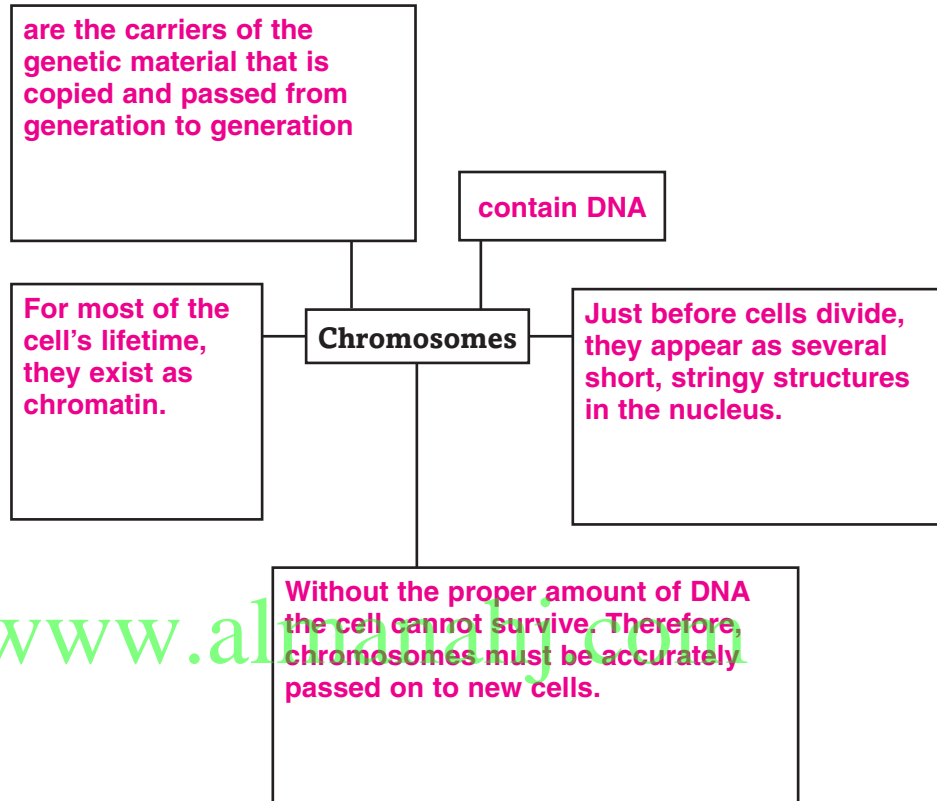 are the carriers of the
genetic material that is
copied and passed from
generation to generation
contain DNA
For most of the
cell's lifetime,
they exist as
chromatin.
Chromosomes
Just before cells divide,
they appear as several
short, stringy structures
in the nucleus.
Without the proper amount of DNA
the cell cannot survive. Therefore,
chromosomes must be accurately
passed on to new cells.
www.almanahj.com